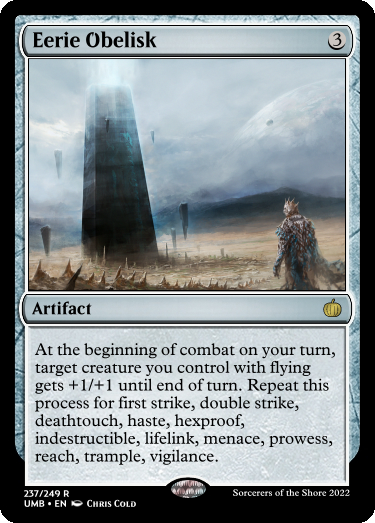 Eerie Obelisk 3
Artifact
At the beginning of combat on your turn,
target creature you control with flying
gets +1/+1 until end of turn. Repeat this
process for first strike, double strike,
deathtouch, haste, hexproof,
indestructible, lifelink, menace, prowess,
reach, trample, vigilance.
237/249 R
Sorcerers of the Shore 2022
UMB • EN Chris Cold